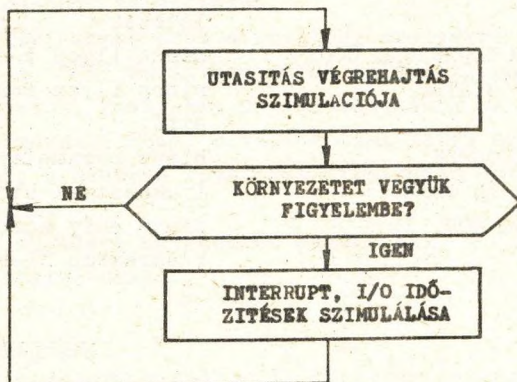 UTASITÁS VÉGREHAJTÁS
SZIMULACIÓJA
KÖRNYEZETET VEGYÜK
FIGYELEMBE?
NE
IGEN
INTERRUPT, I/O IDŐ-
ZITÉSEK SZIMULÁLÁSA